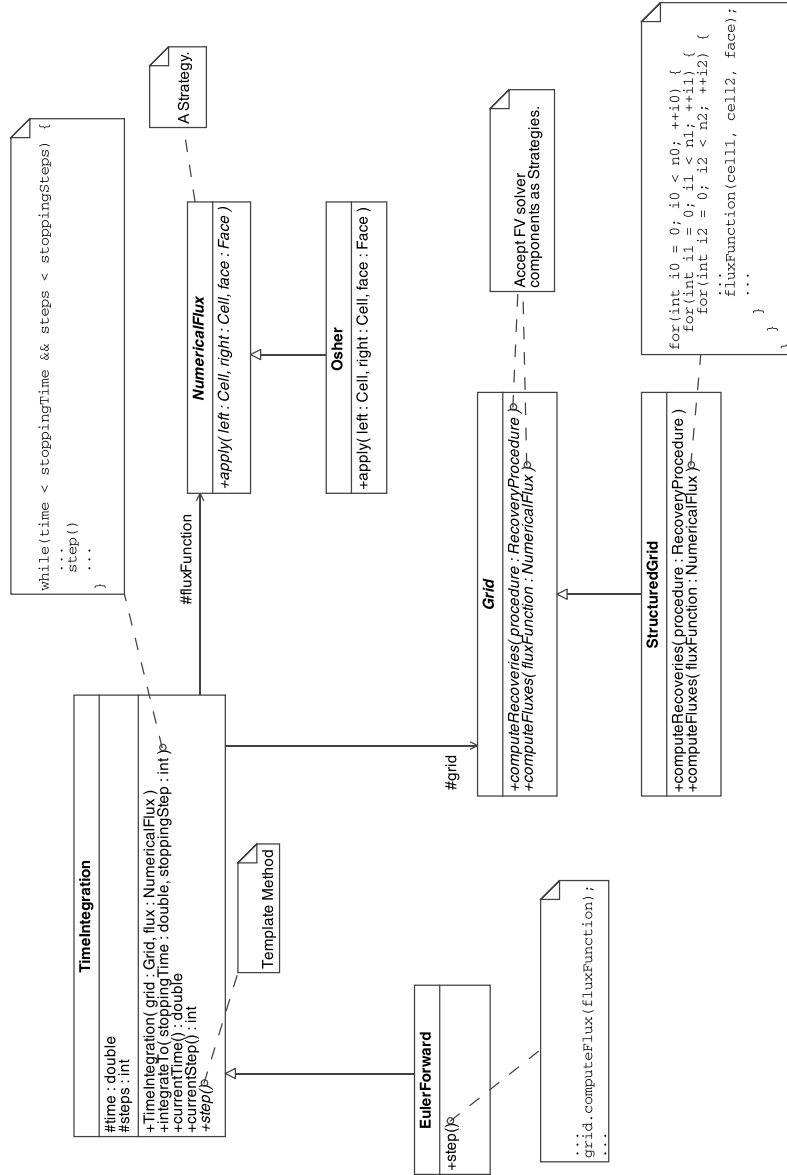 while(time < stoppingTime && steps < stoppingSteps) {
...
step()
...
}
A Strategy.
TimeIntegration
#time : double
#steps : int
+TimeIntegration( grid : Grid, flux : NumericalFlux )
+integrateTo( stoppingTime : double, stoppingStep : int )
+currentTime() : double
+currentStep() : int
+step()
#fluxFunction
NumericalFlux
+apply( left : Cell, right : Cell, face : Face )
Template Method
Osher
+apply( left : Cell, right : Cell, face : Face )
EulerForward
+step()
#grid
Grid
+computeRecoveries( procedure : RecoveryProcedure )
+computeFluxes( fluxFunction : NumericalFlux )
Accept FV solver
components as Strategies.
...
grid.computeFlux(fluxFunction);
...
StructuredGrid
+computeRecoveries( procedure : RecoveryProcedure )
+computeFluxes( fluxFunction : NumericalFlux )
for(int i0 = 0; i0 < n0; ++i0) {
for(int i1 = 0; i1 < n1; ++i1) {
for(int i2 = 0; i2 < n2; ++i2) {
...
fluxFunction(cell1, cell2, face);
...
}
}
}